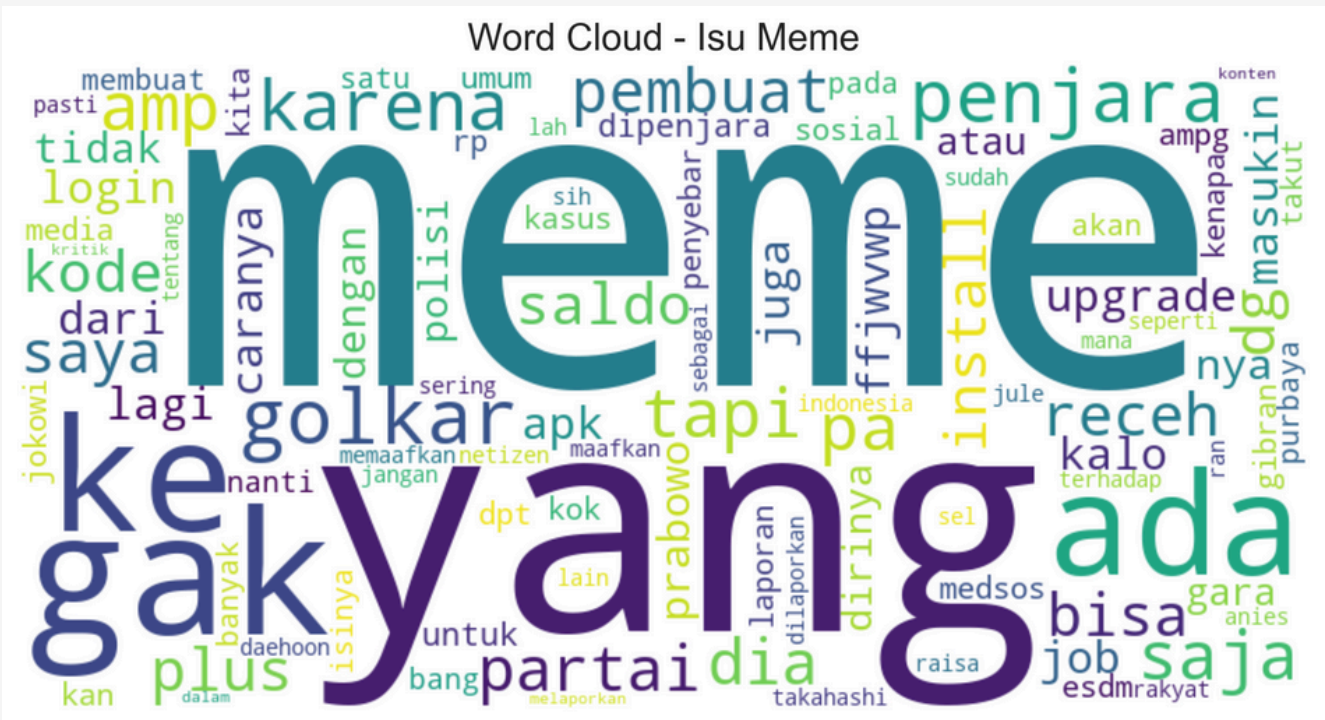 Word Cloud - Isu Meme
membuat
kita
satu
umum
pembuat
pada
penjara
konten
pasti
amp
karena
rp
lah
dipenjara
sosial
atau
ampg
masukin
tidak
meme
sudah
kenapa
takut
login
sih
kasus
penyebar
akan
media
kritik
tentang
caranya
dengan
polisi
juga
ffjwvwp
install
kode
saldo
sebagai
upgrade
dg
dari
seperti
mana
saya
nya
purbaya
jokowi
lagi
sering
jule
receh
gibran
golkar
apk
tapi
indonesia
pa
ke
memaafkan
netizen
maafkan
kalo
ran
nanti
jangan
prabowo
dirinya
terhadap
gak
yang
dpt
kok
laporan
dilaporkan
sel
ada
banyak
isinya
lain
medsos
gara
daehoon
untuk
bisa
anies
plus
bang
partai
dia
raisa
job
saja
kan
dalam
melaporkan
takahashi
esdm
rakyat